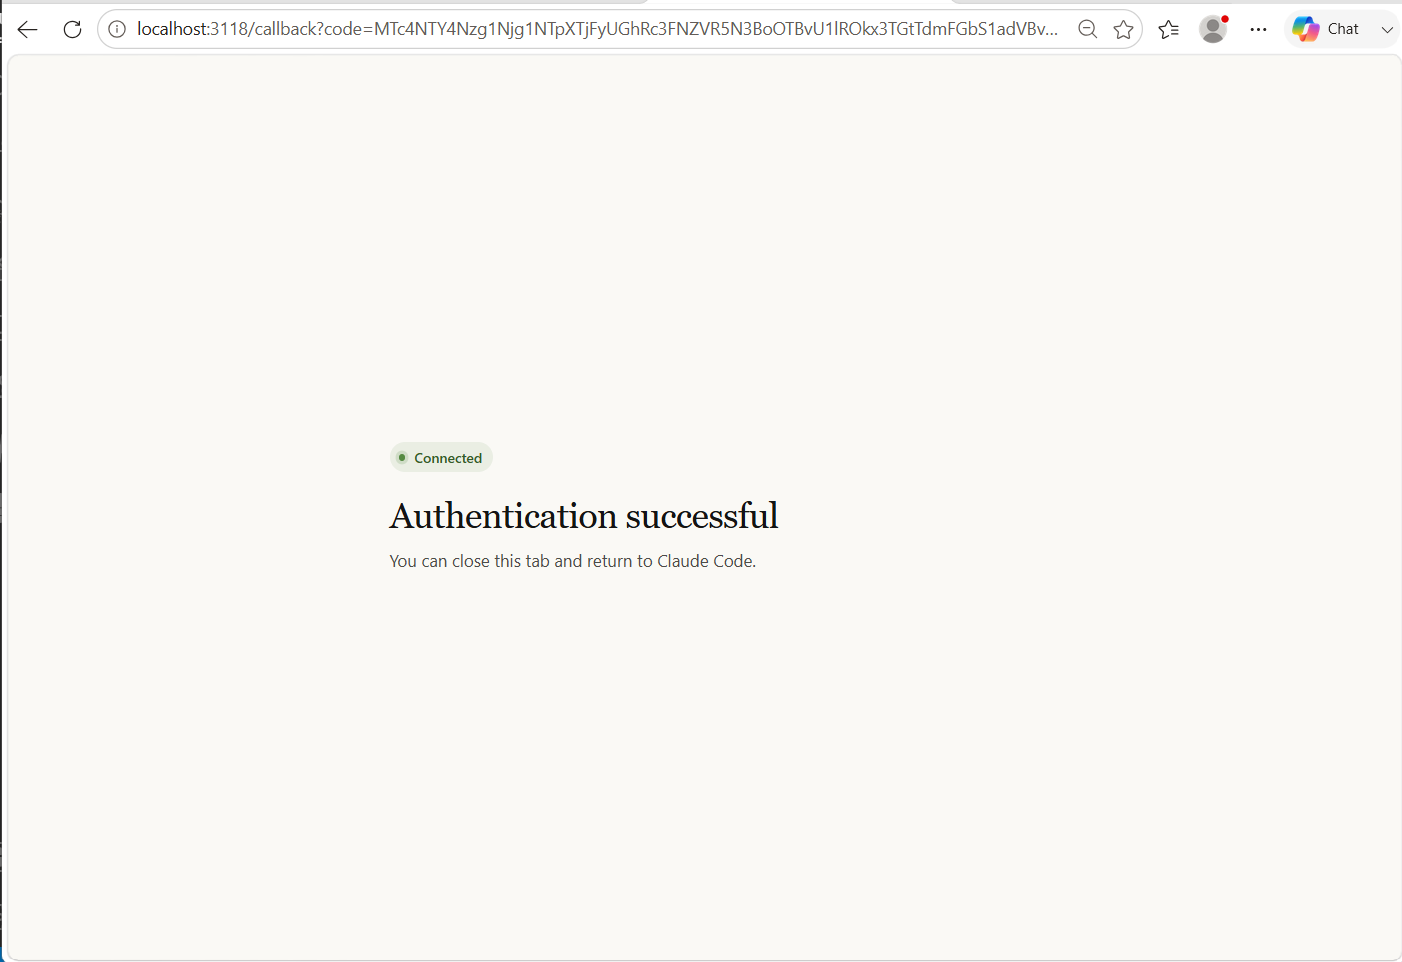 localhost:3118/callback?code=MTc4NTY4Nzg1Njg1NTpXTjFyUGhRc3FNZVR5N3BoOTBvU1lROkx3TGtTdmFGbS1adVBv...
Chat
Connected
Authentication successful
You can close this tab and return to Claude Code.